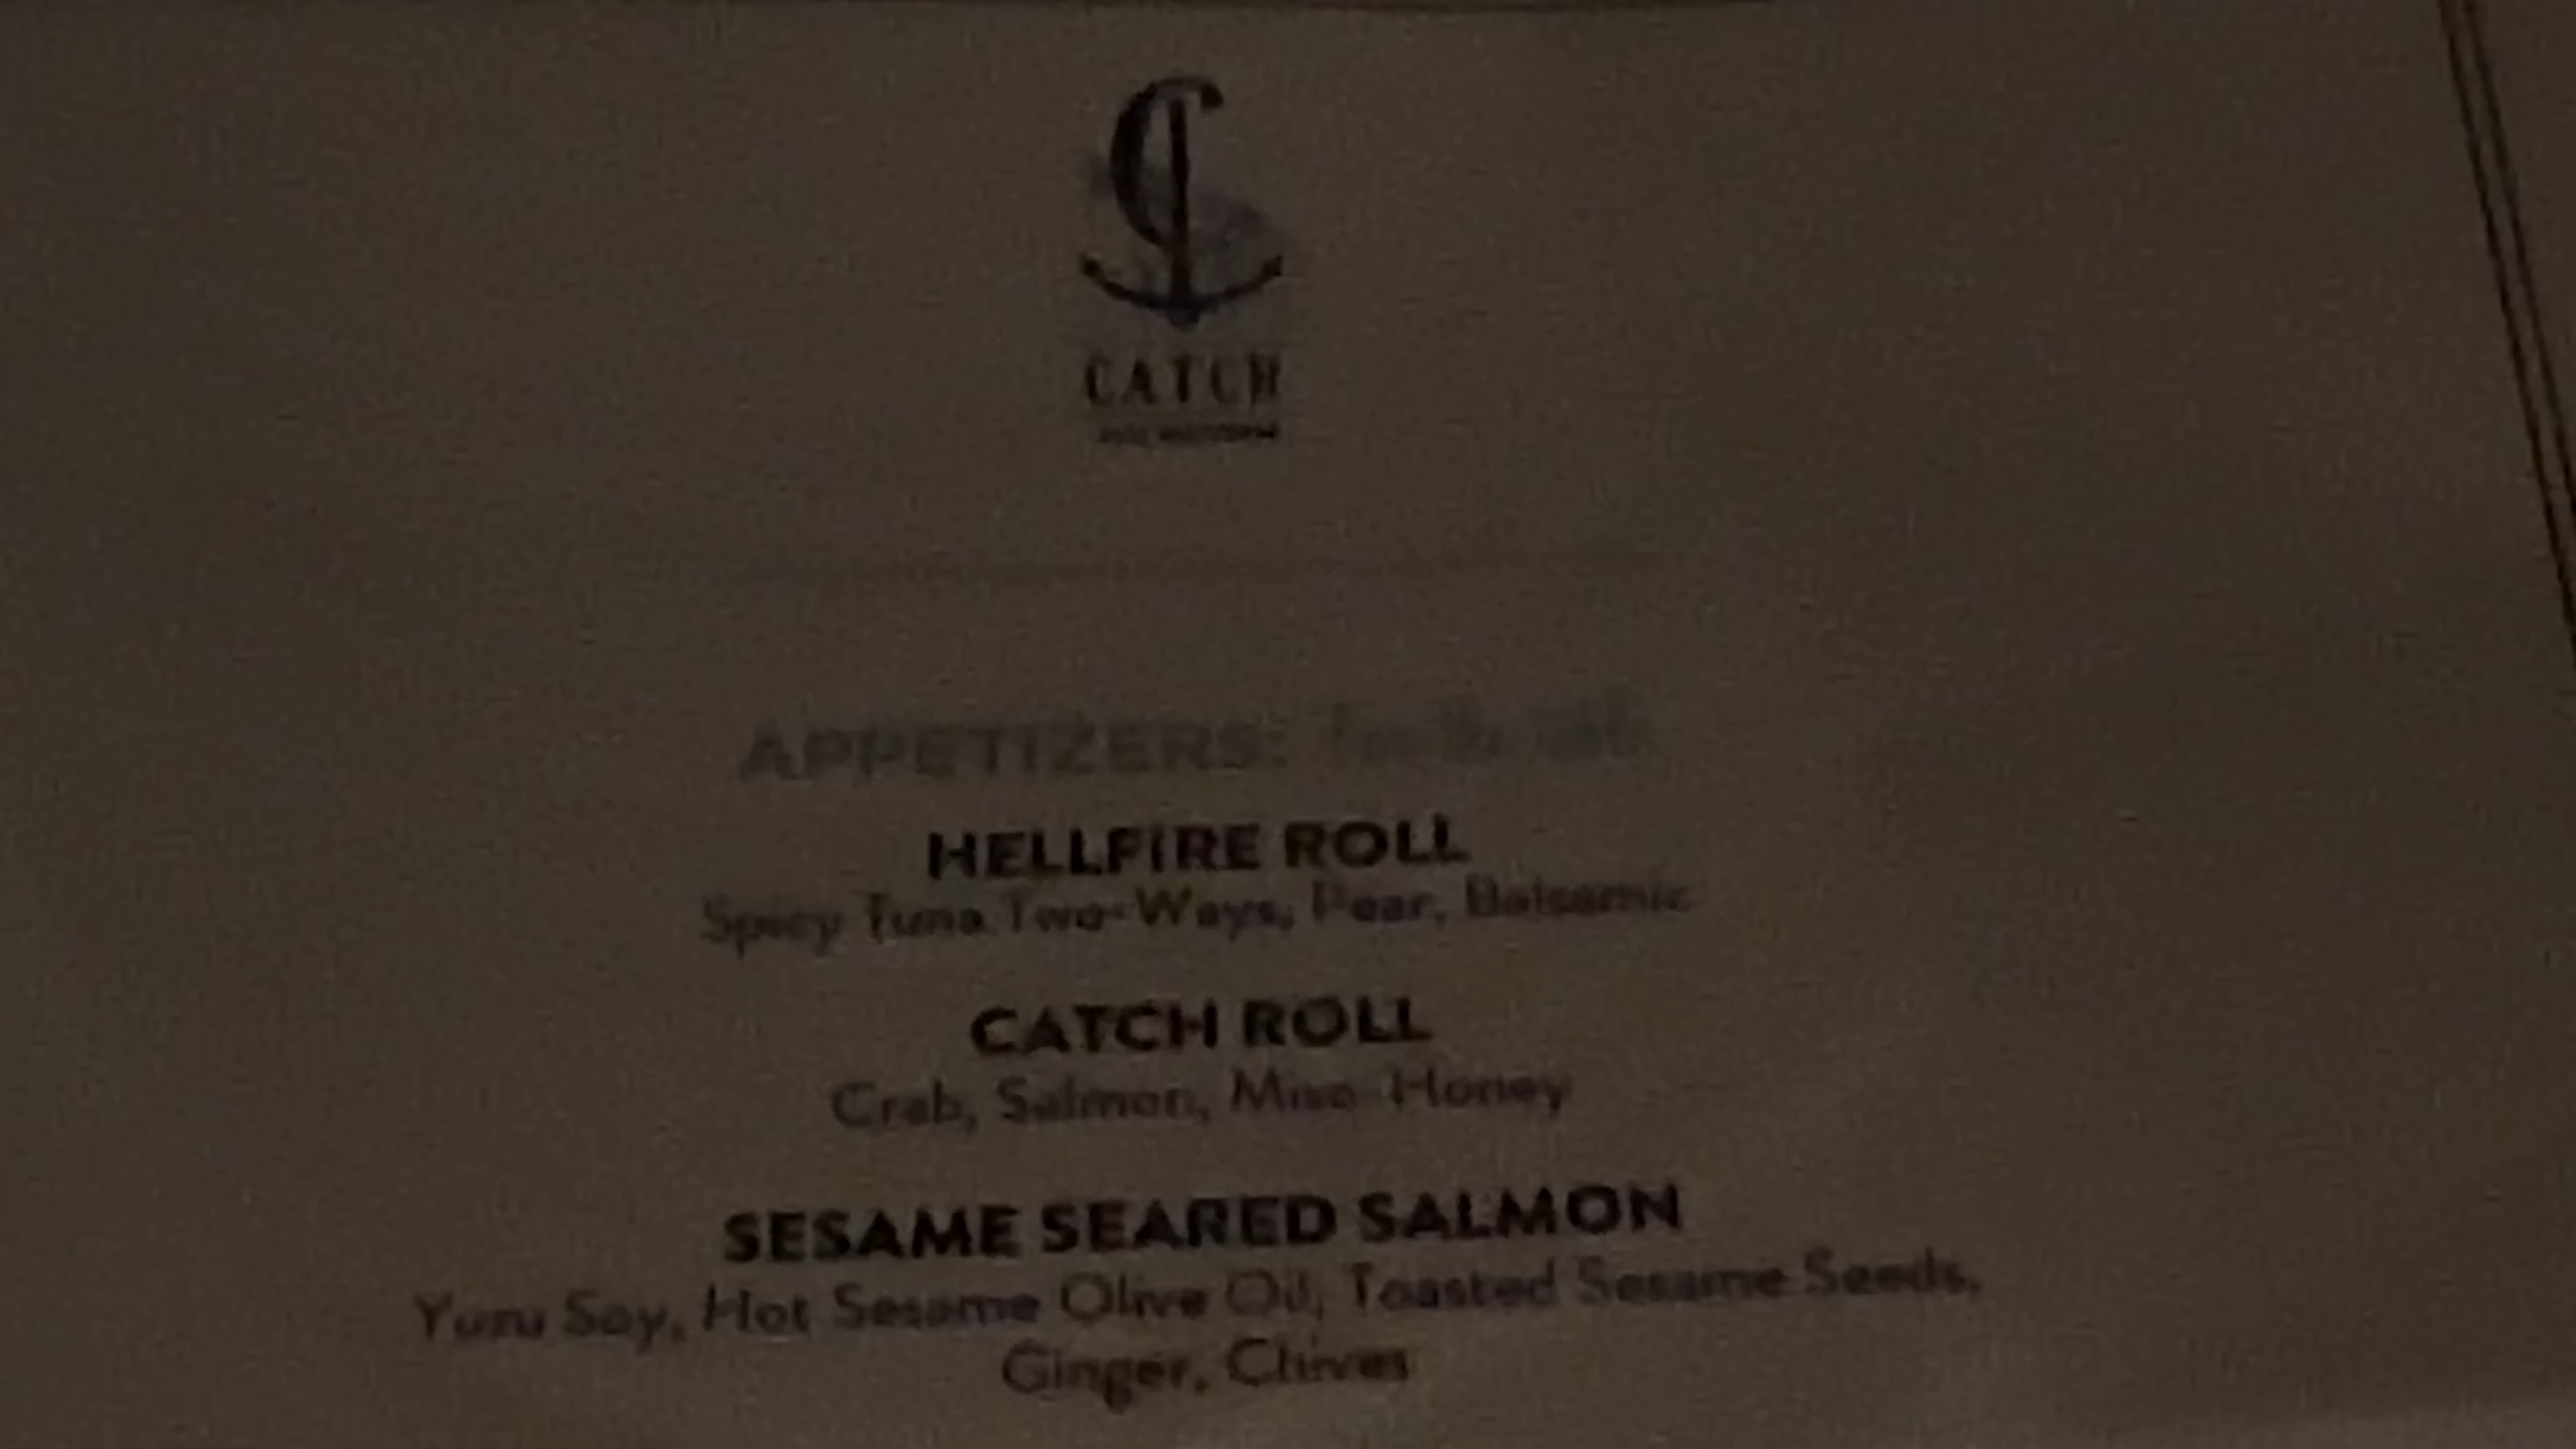 CATCH
APPETIZERS:
HELLFIRE ROLL
Spicy Tuna Two-Ways, Pear, Balsamic
CATCH ROLL
Crab, Salmon, Miso-Honey
SESAME SEARED SALMON
Yuzu Soy, Hot Sesame Olive Oil, Toasted Sesame Seeds,
Ginger, Chives